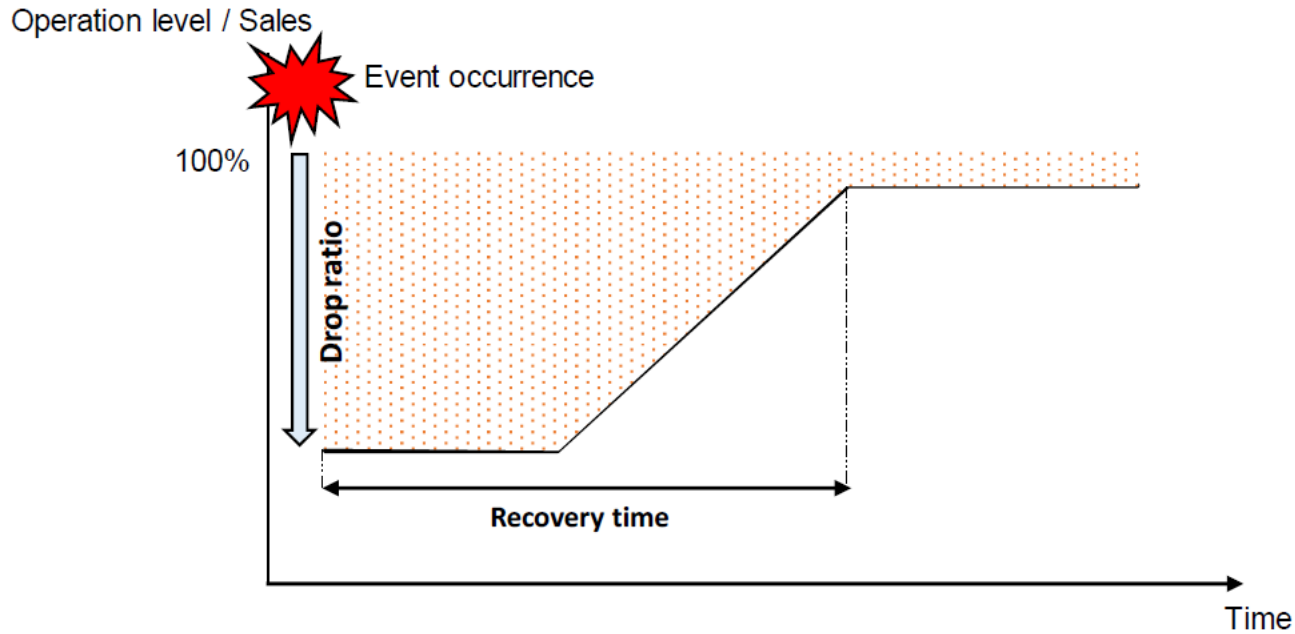 Operation level / Sales
Event occurrence
100%
Drop ratio
Recovery time
Time